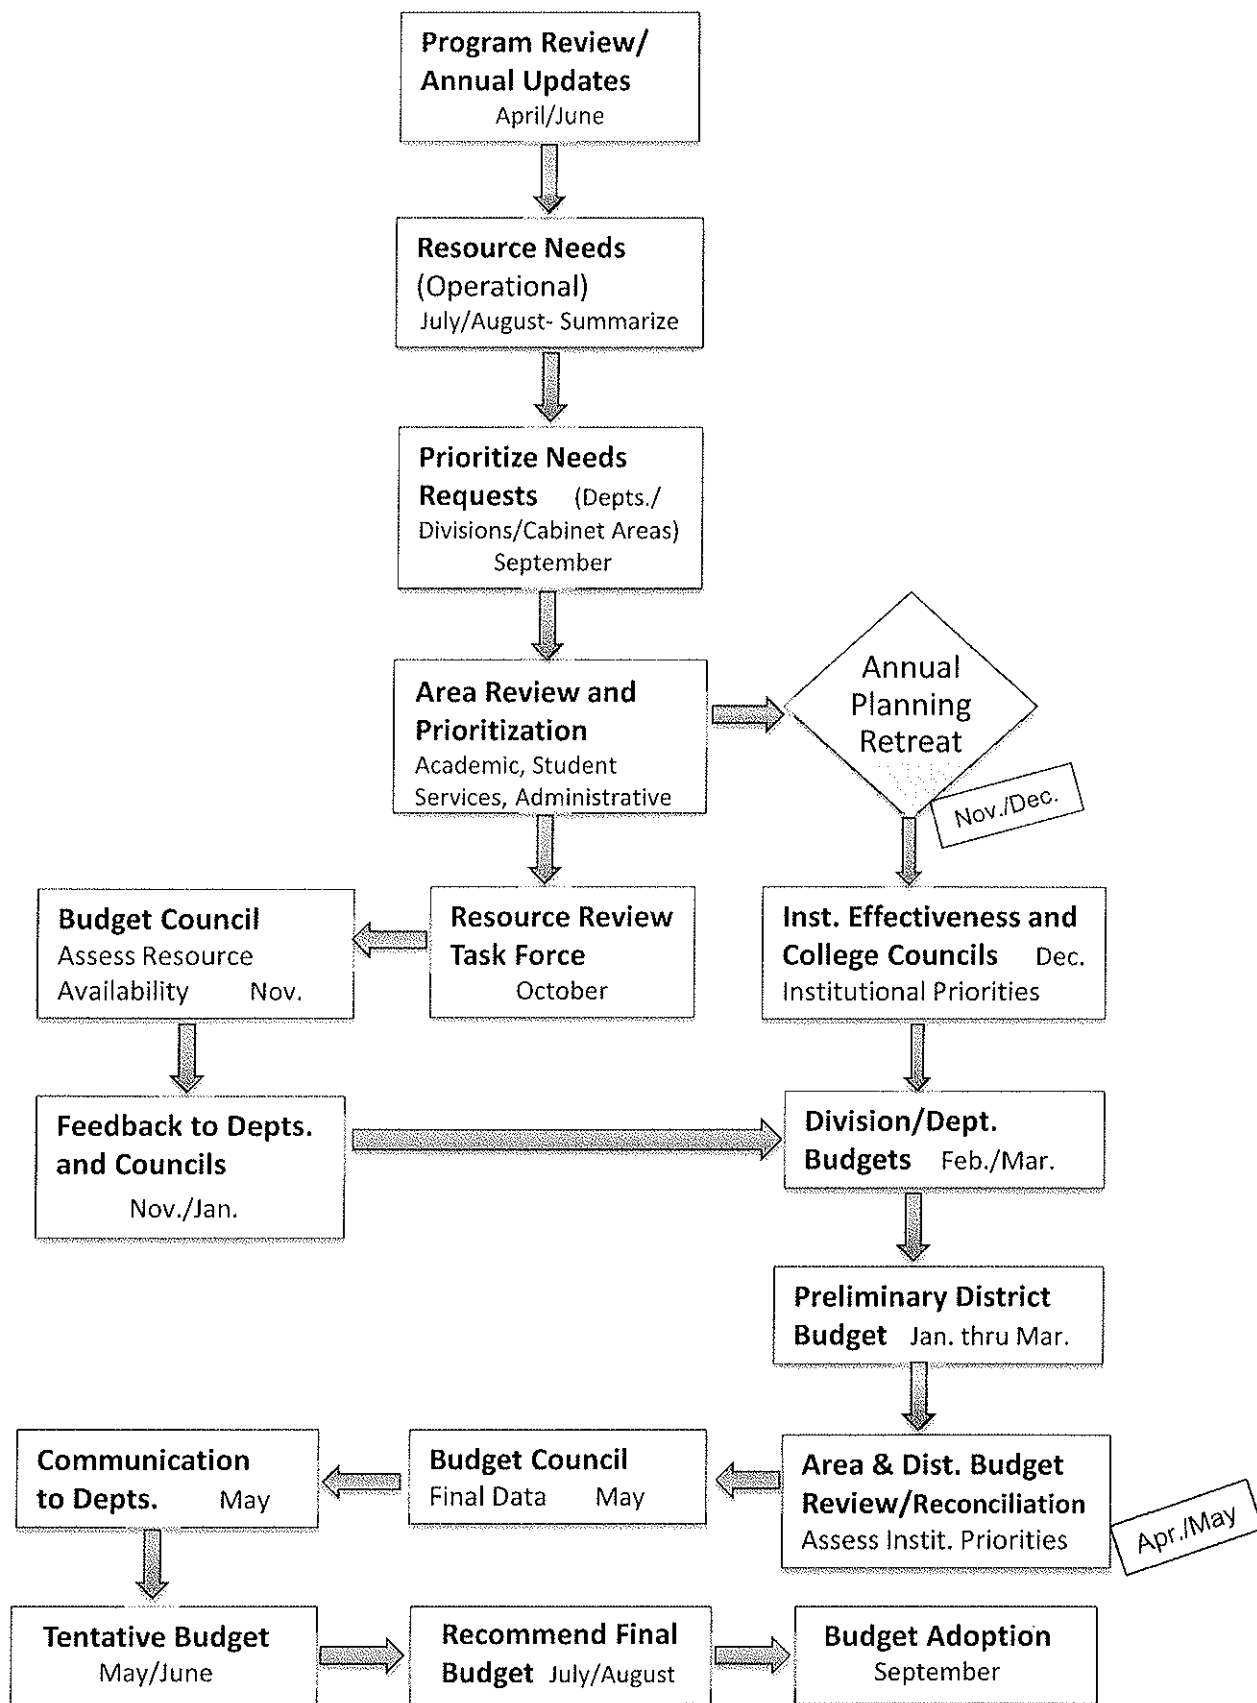 Program Review/
Annual Updates
April/June
Resource Needs
(Operational)
July/August- Summarize
Prioritize Needs
Requests (Depts./
Divisions/Cabinet Areas)
September
Area Review and
Prioritization
Academic, Student
Services, Administrative
Annual
Planning
Retreat
Nov./Dec.
Budget Council
Assess Resource
Availability Nov.
Resource Review
Task Force
October
Inst. Effectiveness and
College Councils Dec.
Institutional Priorities
Feedback to Depts.
and Councils
Nov./Jan.
Division/Dept.
Budgets Feb./Mar.
Preliminary District
Budget Jan. thru Mar.
Communication
to Depts. May
Budget Council
Final Data May
Area & Dist. Budget
Review/Reconciliation
Assess Instit. Priorities
Apr./May
Tentative Budget
May/June
Recommend Final
Budget July/August
Budget Adoption
September